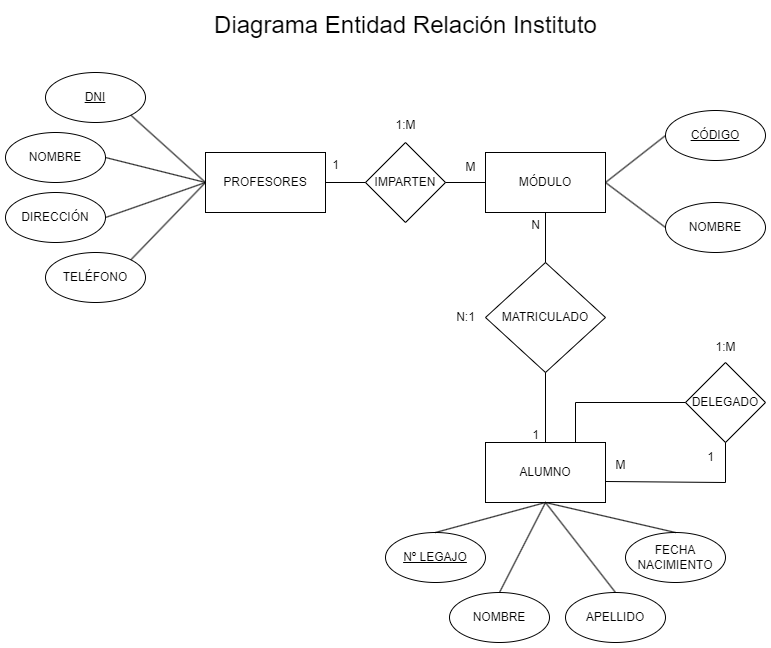 Diagrama Entidad Relación Instituto
DNI
NOMBRE
DIRECCIÓN
TELÉFONO
PROFESORES
1
1:M
IMPARTEN
M
MÓDULO
CÓDIGO
NOMBRE
N
N:1
MATRICULADO
1
1:M
DELEGADO
1
M
ALUMNO
Nº LEGAJO
NOMBRE
APELLIDO
FECHA
NACIMIENTO